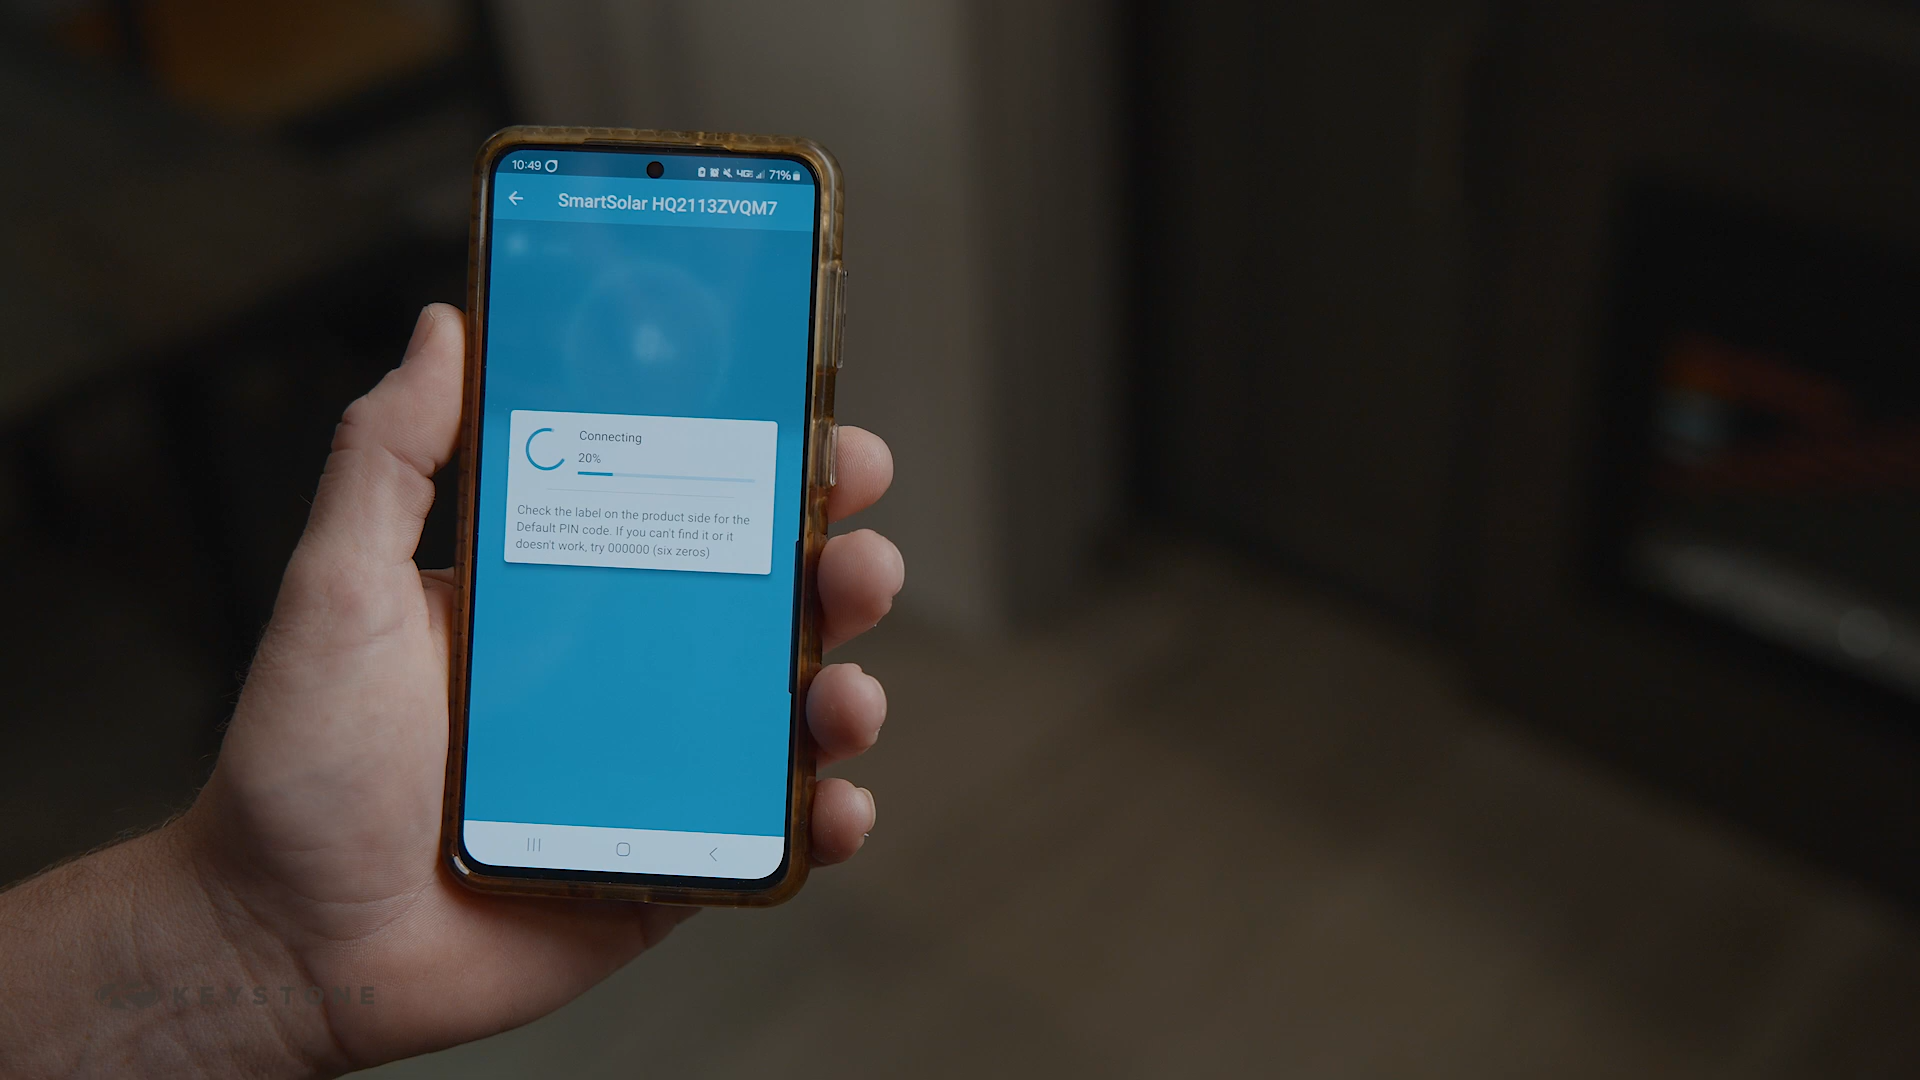 10:49
4GE 71%
SmartSolar HQ2113ZVQM7
Connecting
20%
Check the label on the product side for the
Default PIN code. If you can't find it or it
doesn't work, try 000000 (six zeros)
KEYSTONE